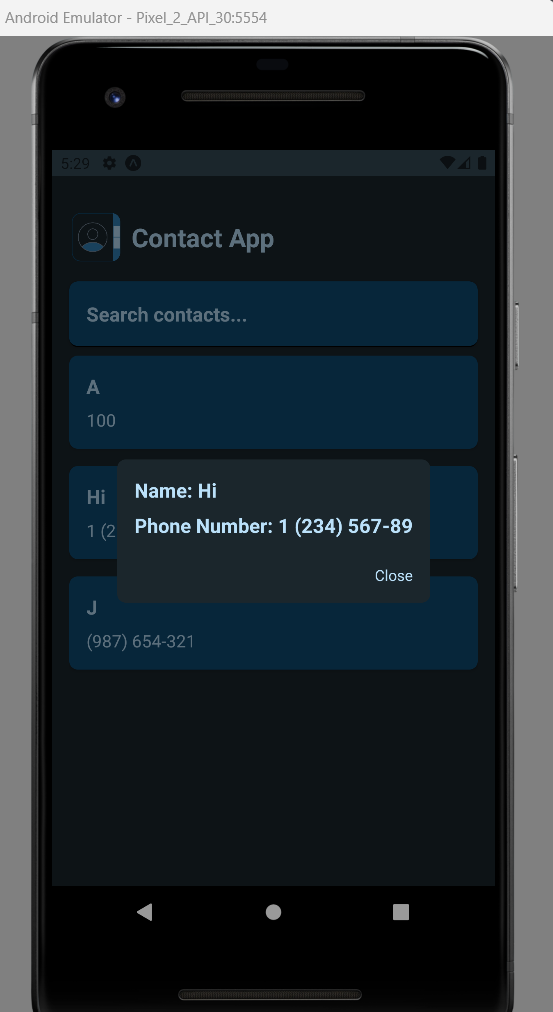 Android Emulator - Pixel_2_API_30:5554
5:29
Contact App
Search contacts...
A
100
Hi
1 (2
Name: Hi
Phone Number: 1 (234) 567-89
Close
J
(987) 654-321